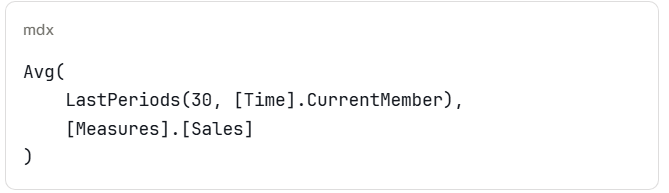 mdx
Avg(
    LastPeriods(30, [Time].CurrentMember),
    [Measures].[Sales]
)